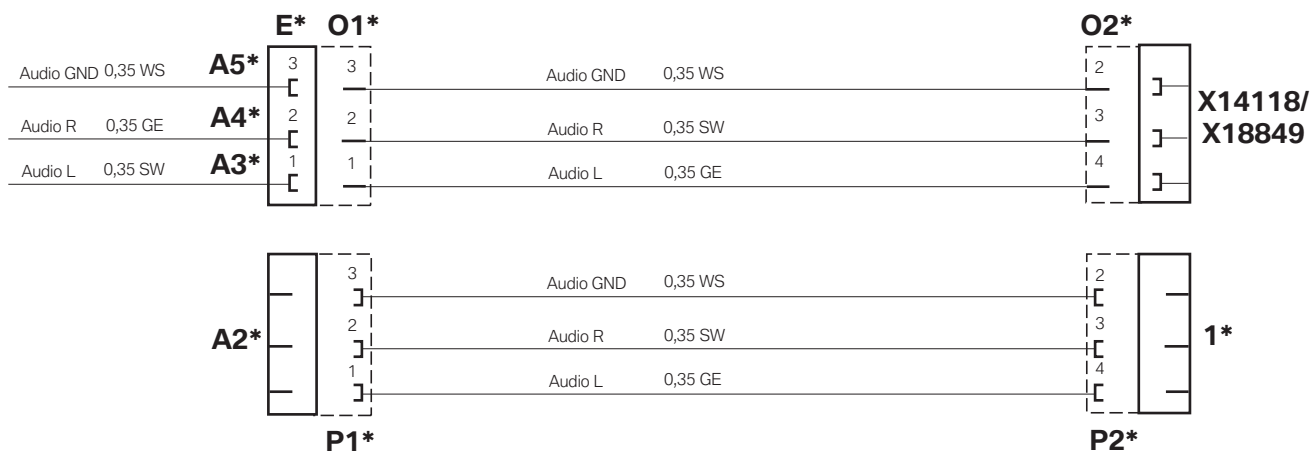 E* O1* O2*
Audio GND 0,35 WS A5* 3 3 Audio GND 0,35 WS 2
X14118/
X18849
Audio R 0,35 GE A4* 2 2 Audio R 0,35 SW 3
Audio L 0,35 SW A3* 1 1 Audio L 0,35 GE 4
3 Audio GND 0,35 WS 2
A2* 2 Audio R 0,35 SW 3 1*
1 Audio L 0,35 GE 4
P1* P2*